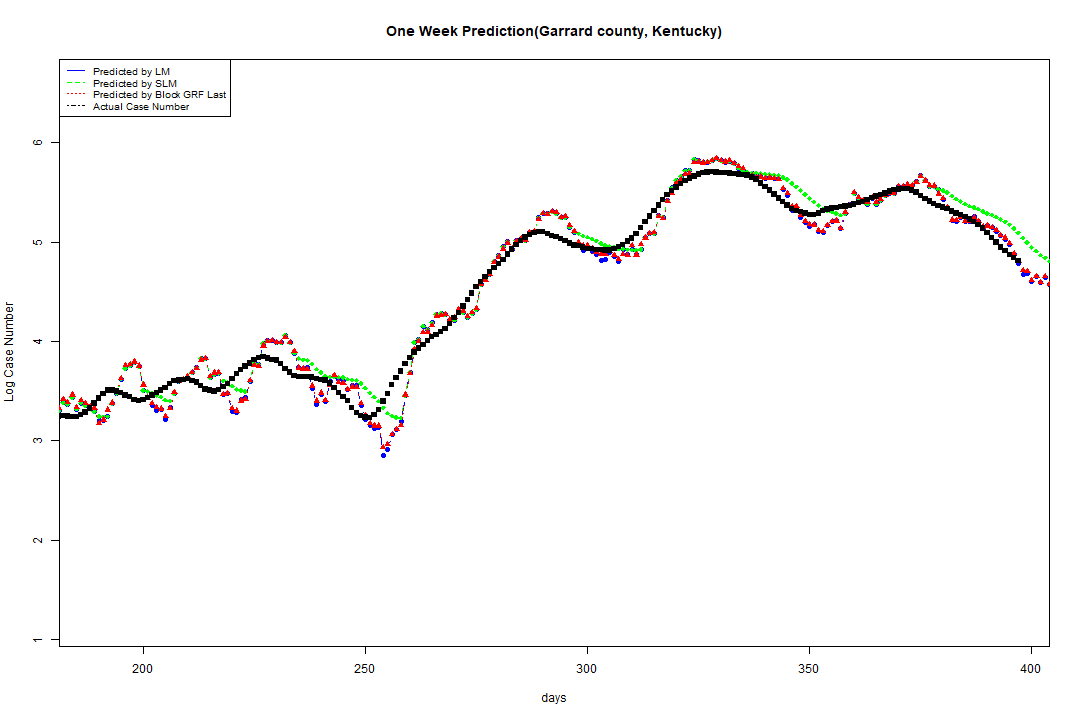 One Week Prediction(Garrard county, Kentucky)
Predicted by LM
Predicted by SLM
Predicted by Block GRF Last
Actual Case Number
Log Case Number
6
5
4
3
2
1
200 250 300 350 400
days